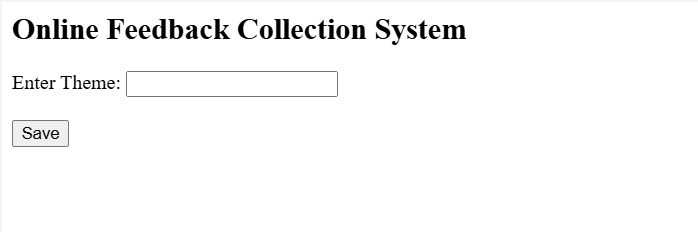 Online Feedback Collection System
Enter Theme:
Save